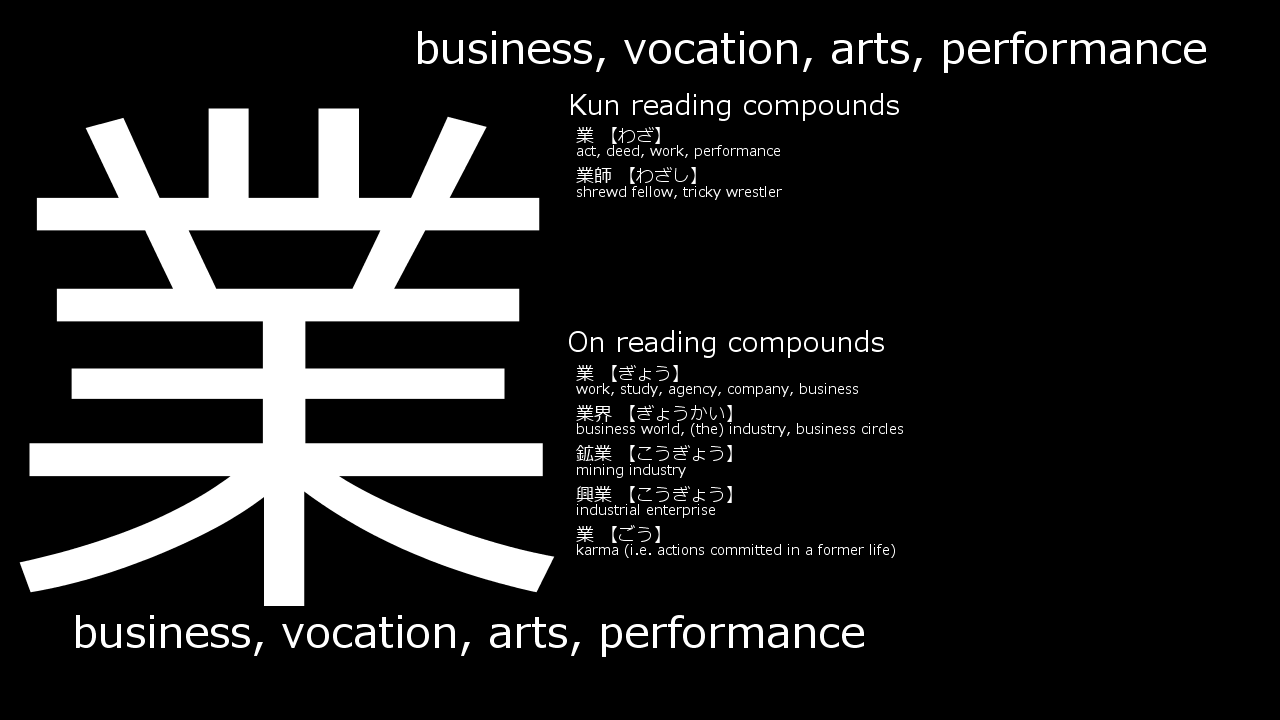 business, vocation, arts, performance
業
Kun reading compounds
業 【わざ】
act, deed, work, performance
業師 【わざし】
shrewd fellow, tricky wrestler
On reading compounds
業 【ぎょう】
work, study, agency, company, business
業界 【ぎょうかい】
business world, (the) industry, business circles
鉱業 【こうぎょう】
mining industry
興業 【こうぎょう】
industrial enterprise
業 【ごう】
karma (i.e. actions committed in a former life)
business, vocation, arts, performance